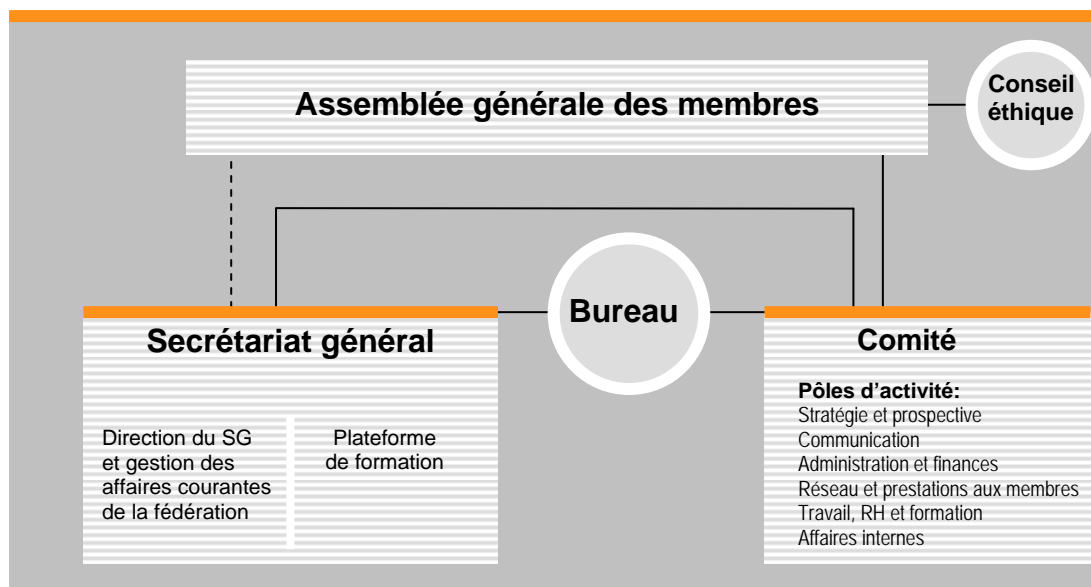 Assemblée générale des membres
Conseil
éthique
Bureau
Secrétariat général
Direction du SG
et gestion des
affaires courantes
de la fédération
Plateforme
de formation
Comité
Pôles d’activité:
Stratégie et prospective
Communication
Administration et finances
Réseau et prestations aux membres
Travail, RH et formation
Affaires internes